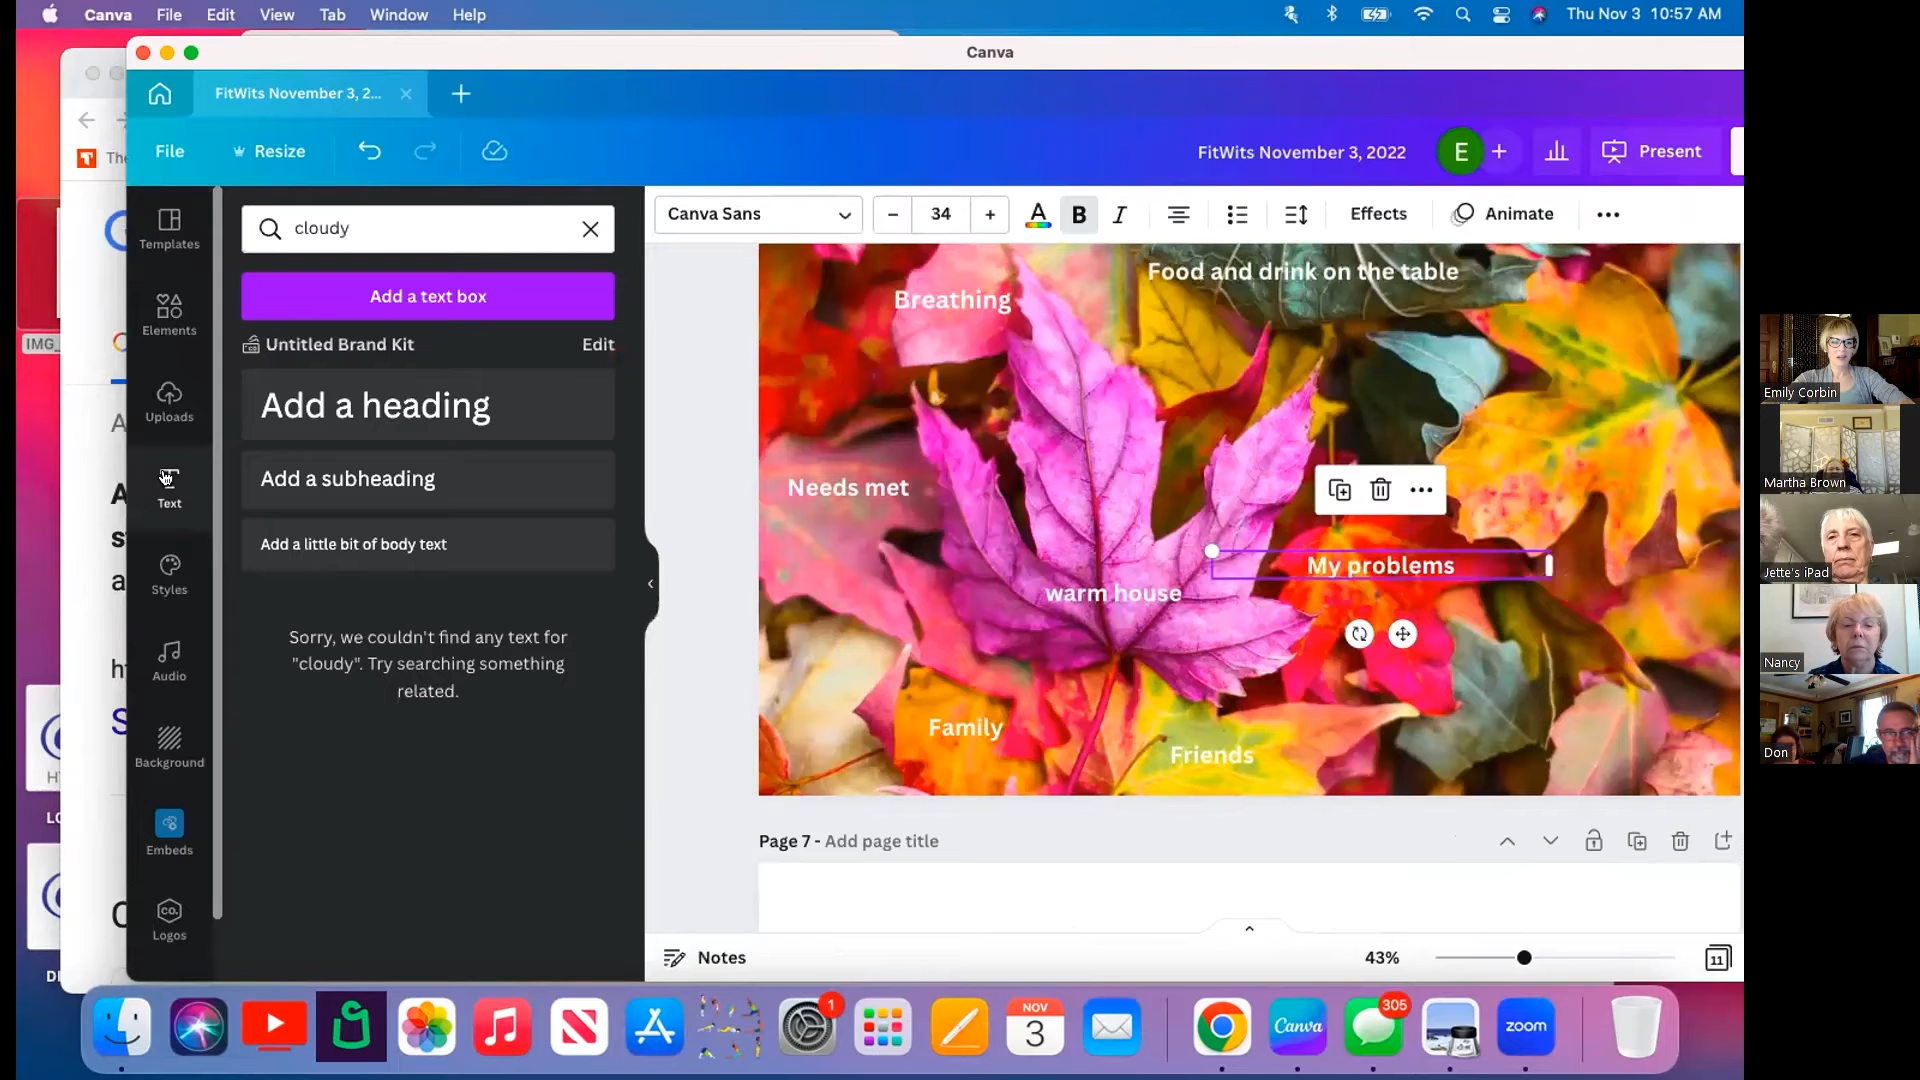 Canva File Edit View Tab Window Help
Thu Nov 3 10:57 AM
Canva
FitWits November 3, 2...
File Resize
FitWits November 3, 2022
E
Present
Templates
Elements
Uploads
Text
Styles
Audio
Background
Embeds
co.
Logos
cloudy
Add a text box
Untitled Brand Kit Edit
Add a heading
Add a subheading
Add a little bit of body text
Sorry, we couldn't find any text for
"cloudy". Try searching something
related.
Canva Sans
34
A B I
Effects
Animate
Food and drink on the table
Breathing
Needs met
My problems
warm house
Family
Friends
Page 7 - Add page title
Notes
43%
11
IMG_
Emily Corbin
Martha Brown
Jette's iPad
Nancy
Don
1
NOV
3
Canva
305
zoom